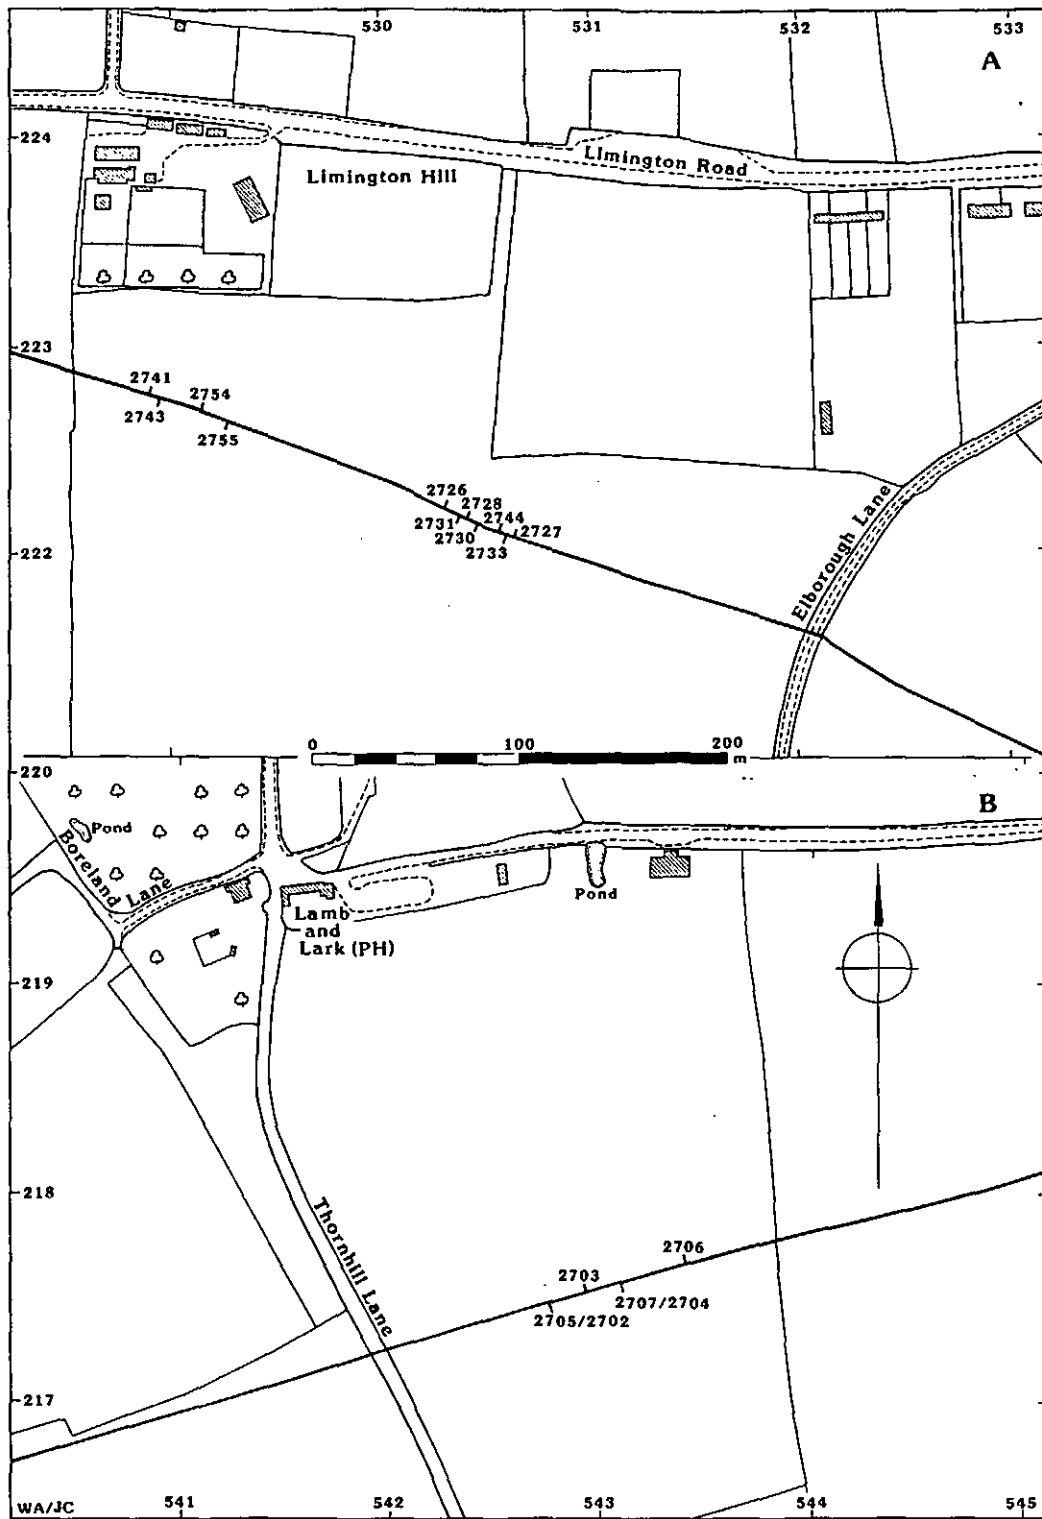 530 531 532 533
A
224
Limington Road
Limington Hill
223
2741 2754
2743
2755
2726
2728
2744
2731 2727
2730
2733
222
Elborough Lane
0 100 200
m
220
B
Pond
Boreland Lane
Pond
Lamb
and
Lark (PH)
219
218
Thornhill Lane
2706
2703
2707/2704
2705/2702
217
WA/JC 541 542 543 544 545